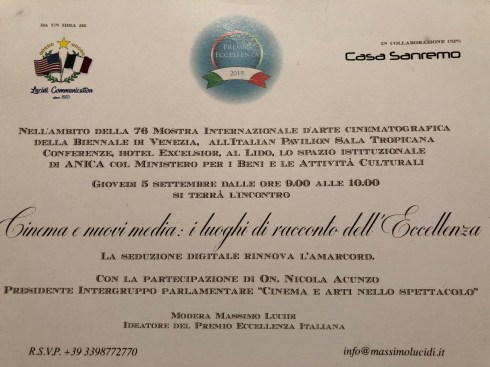 in collaborazione con:
Casa Sanremo
Lucidi Communication
Premio
Eccellenza
2019
Nell'ambito della 76 Mostra Internazionale d'arte cinematografica
della Biennale di Venezia, all'Italian Pavilion Sala Tropicana
Conferenze, hotel Excelsior, al Lido, lo spazio istituzionale
di ANICA col Ministero per i Beni e le Attività Culturali
Giovedi 5 settembre dalle ore 9.00 alle 10.00
si terrà l'incontro
Cinema e nuovi media: i luoghi di racconto dell'Eccellenza
La seduzione digitale rinnova l'amarcord.
Con la partecipazione di On. Nicola Acunzo
Presidente Intergruppo parlamentare "Cinema e arti nello spettacolo"
Modera Massimo Lucidi
Ideatore del Premio Eccellenza Italiana
R.S.V.P. +39 3398772770
info@massimolucidi.it